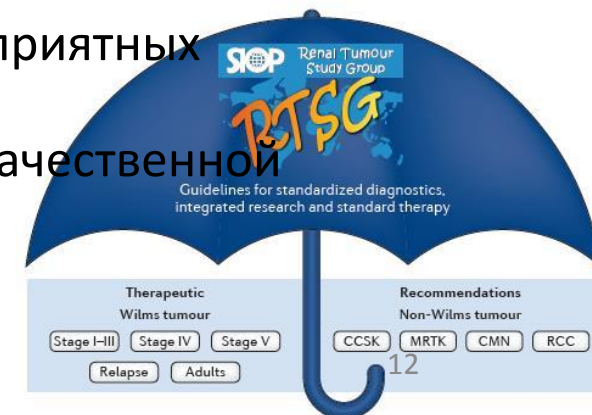 приятных
SIOP Renal Tumour
Study Group
RTSG
ачественной
Guidelines for standardized diagnostics,
integrated research and standard therapy
Therapeutic
Wilms tumour
Stage I–III Stage IV Stage V
Relapse Adults
Recommendations
Non-Wilms tumour
CCSK MRTK CMN RCC
12